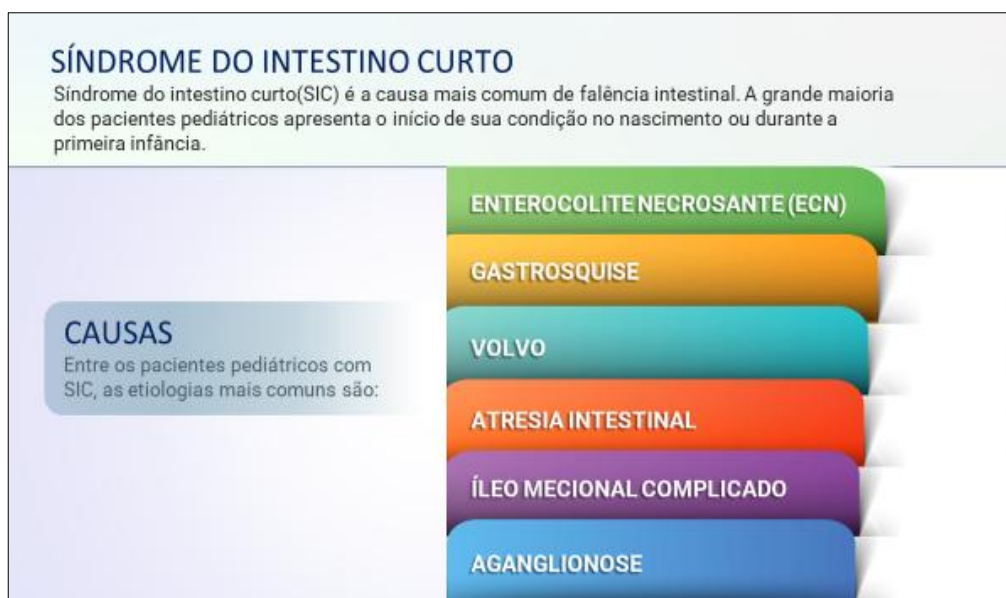 SÍNDROME DO INTESTINO CURTO
Síndrome do intestino curto(SIC) é a causa mais comum de falência intestinal. A grande maioria
dos pacientes pediátricos apresenta o início de sua condição no nascimento ou durante a
primeira infância.
CAUSAS
Entre os pacientes pediátricos com
SIC, as etiologias mais comuns são:
ENTEROCOLITE NECROSANTE (ECN)
GASTROSQUISE
VOLVO
ATRESIA INTESTINAL
ÍLEO MECIONAL COMPLICADO
AGANGLIONOSE